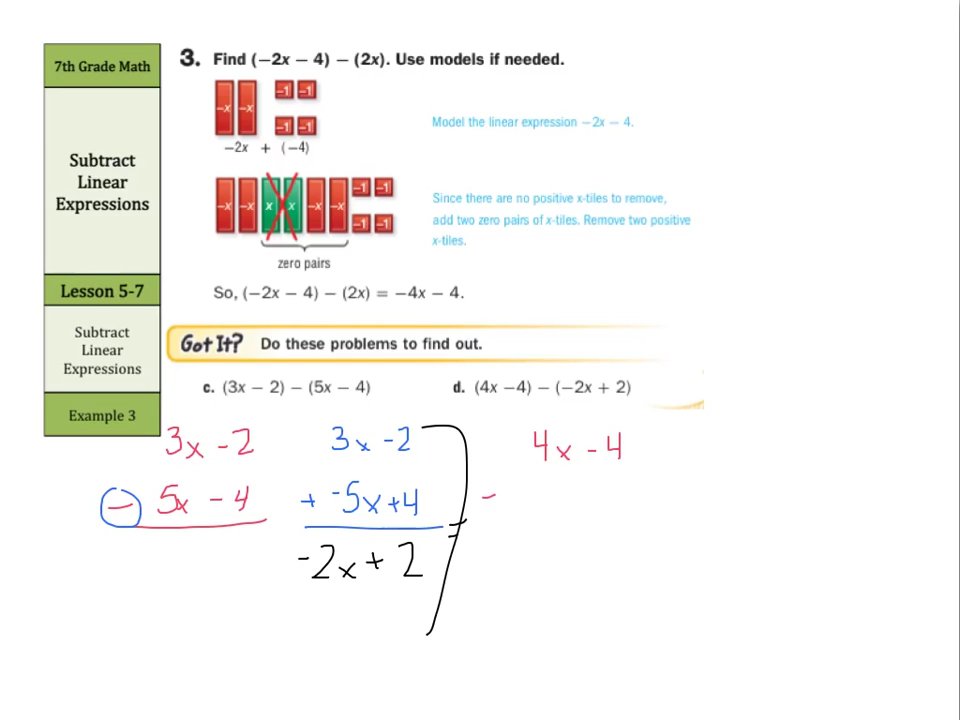 7th Grade Math
Subtract
Linear
Expressions
Lesson 5-7
Subtract
Linear
Expressions
Example 3
3. Find (−2x − 4) − (2x). Use models if needed.
−x −x −1 −1
−1 −1
−2x + (−4)
Model the linear expression −2x − 4.
−x −x x x −x −x −1 −1
−1 −1
zero pairs
Since there are no positive x-tiles to remove,
add two zero pairs of x-tiles. Remove two positive
x-tiles.
So, (−2x − 4) − (2x) = −4x − 4.
Got It? Do these problems to find out.
c. (3x − 2) − (5x − 4)
d. (4x −4) − (−2x + 2)
3x -2
- 5x - 4
3x -2
+ -5x+4
-2x + 2
4x - 4
-